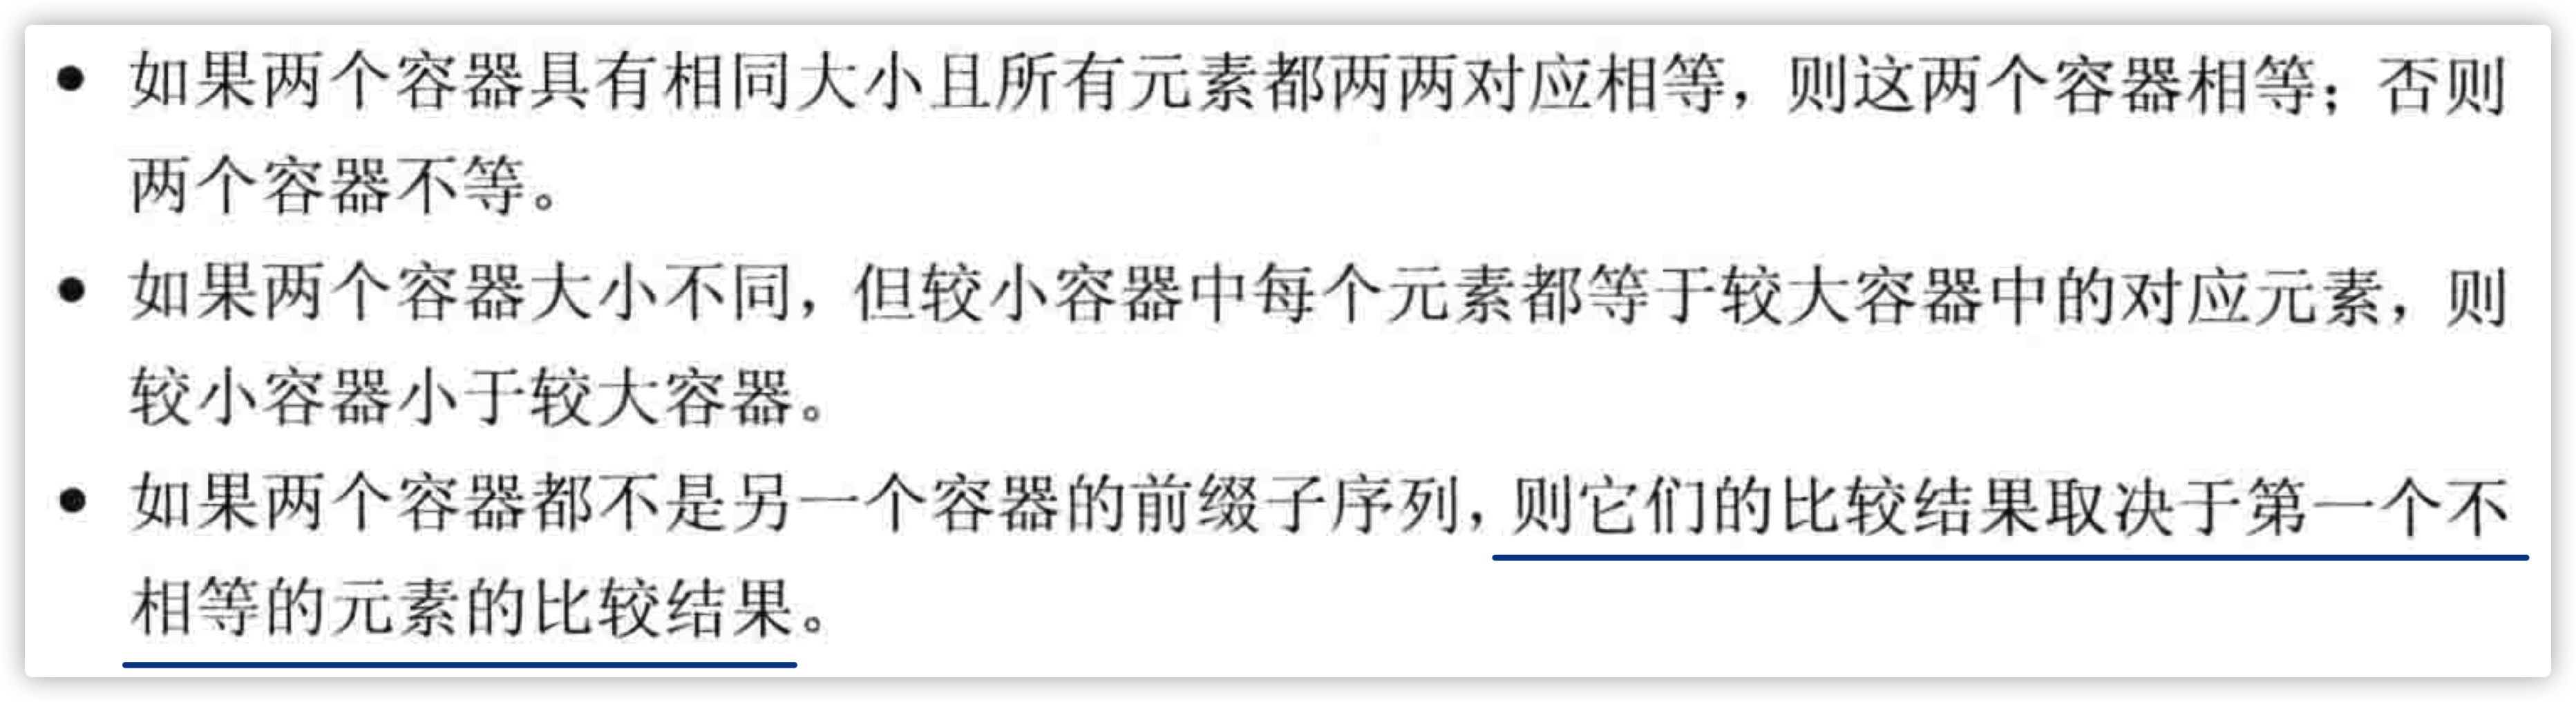 ● 如果两个容器具有相同大小且所有元素都两两对应相等，则这两个容器相等；否则
两个容器不等。
● 如果两个容器大小不同，但较小容器中每个元素都等于较大容器中的对应元素，则
较小容器小于较大容器。
● 如果两个容器都不是另一个容器的前缀子序列，则它们的比较结果取决于第一个不
相等的元素的比较结果。